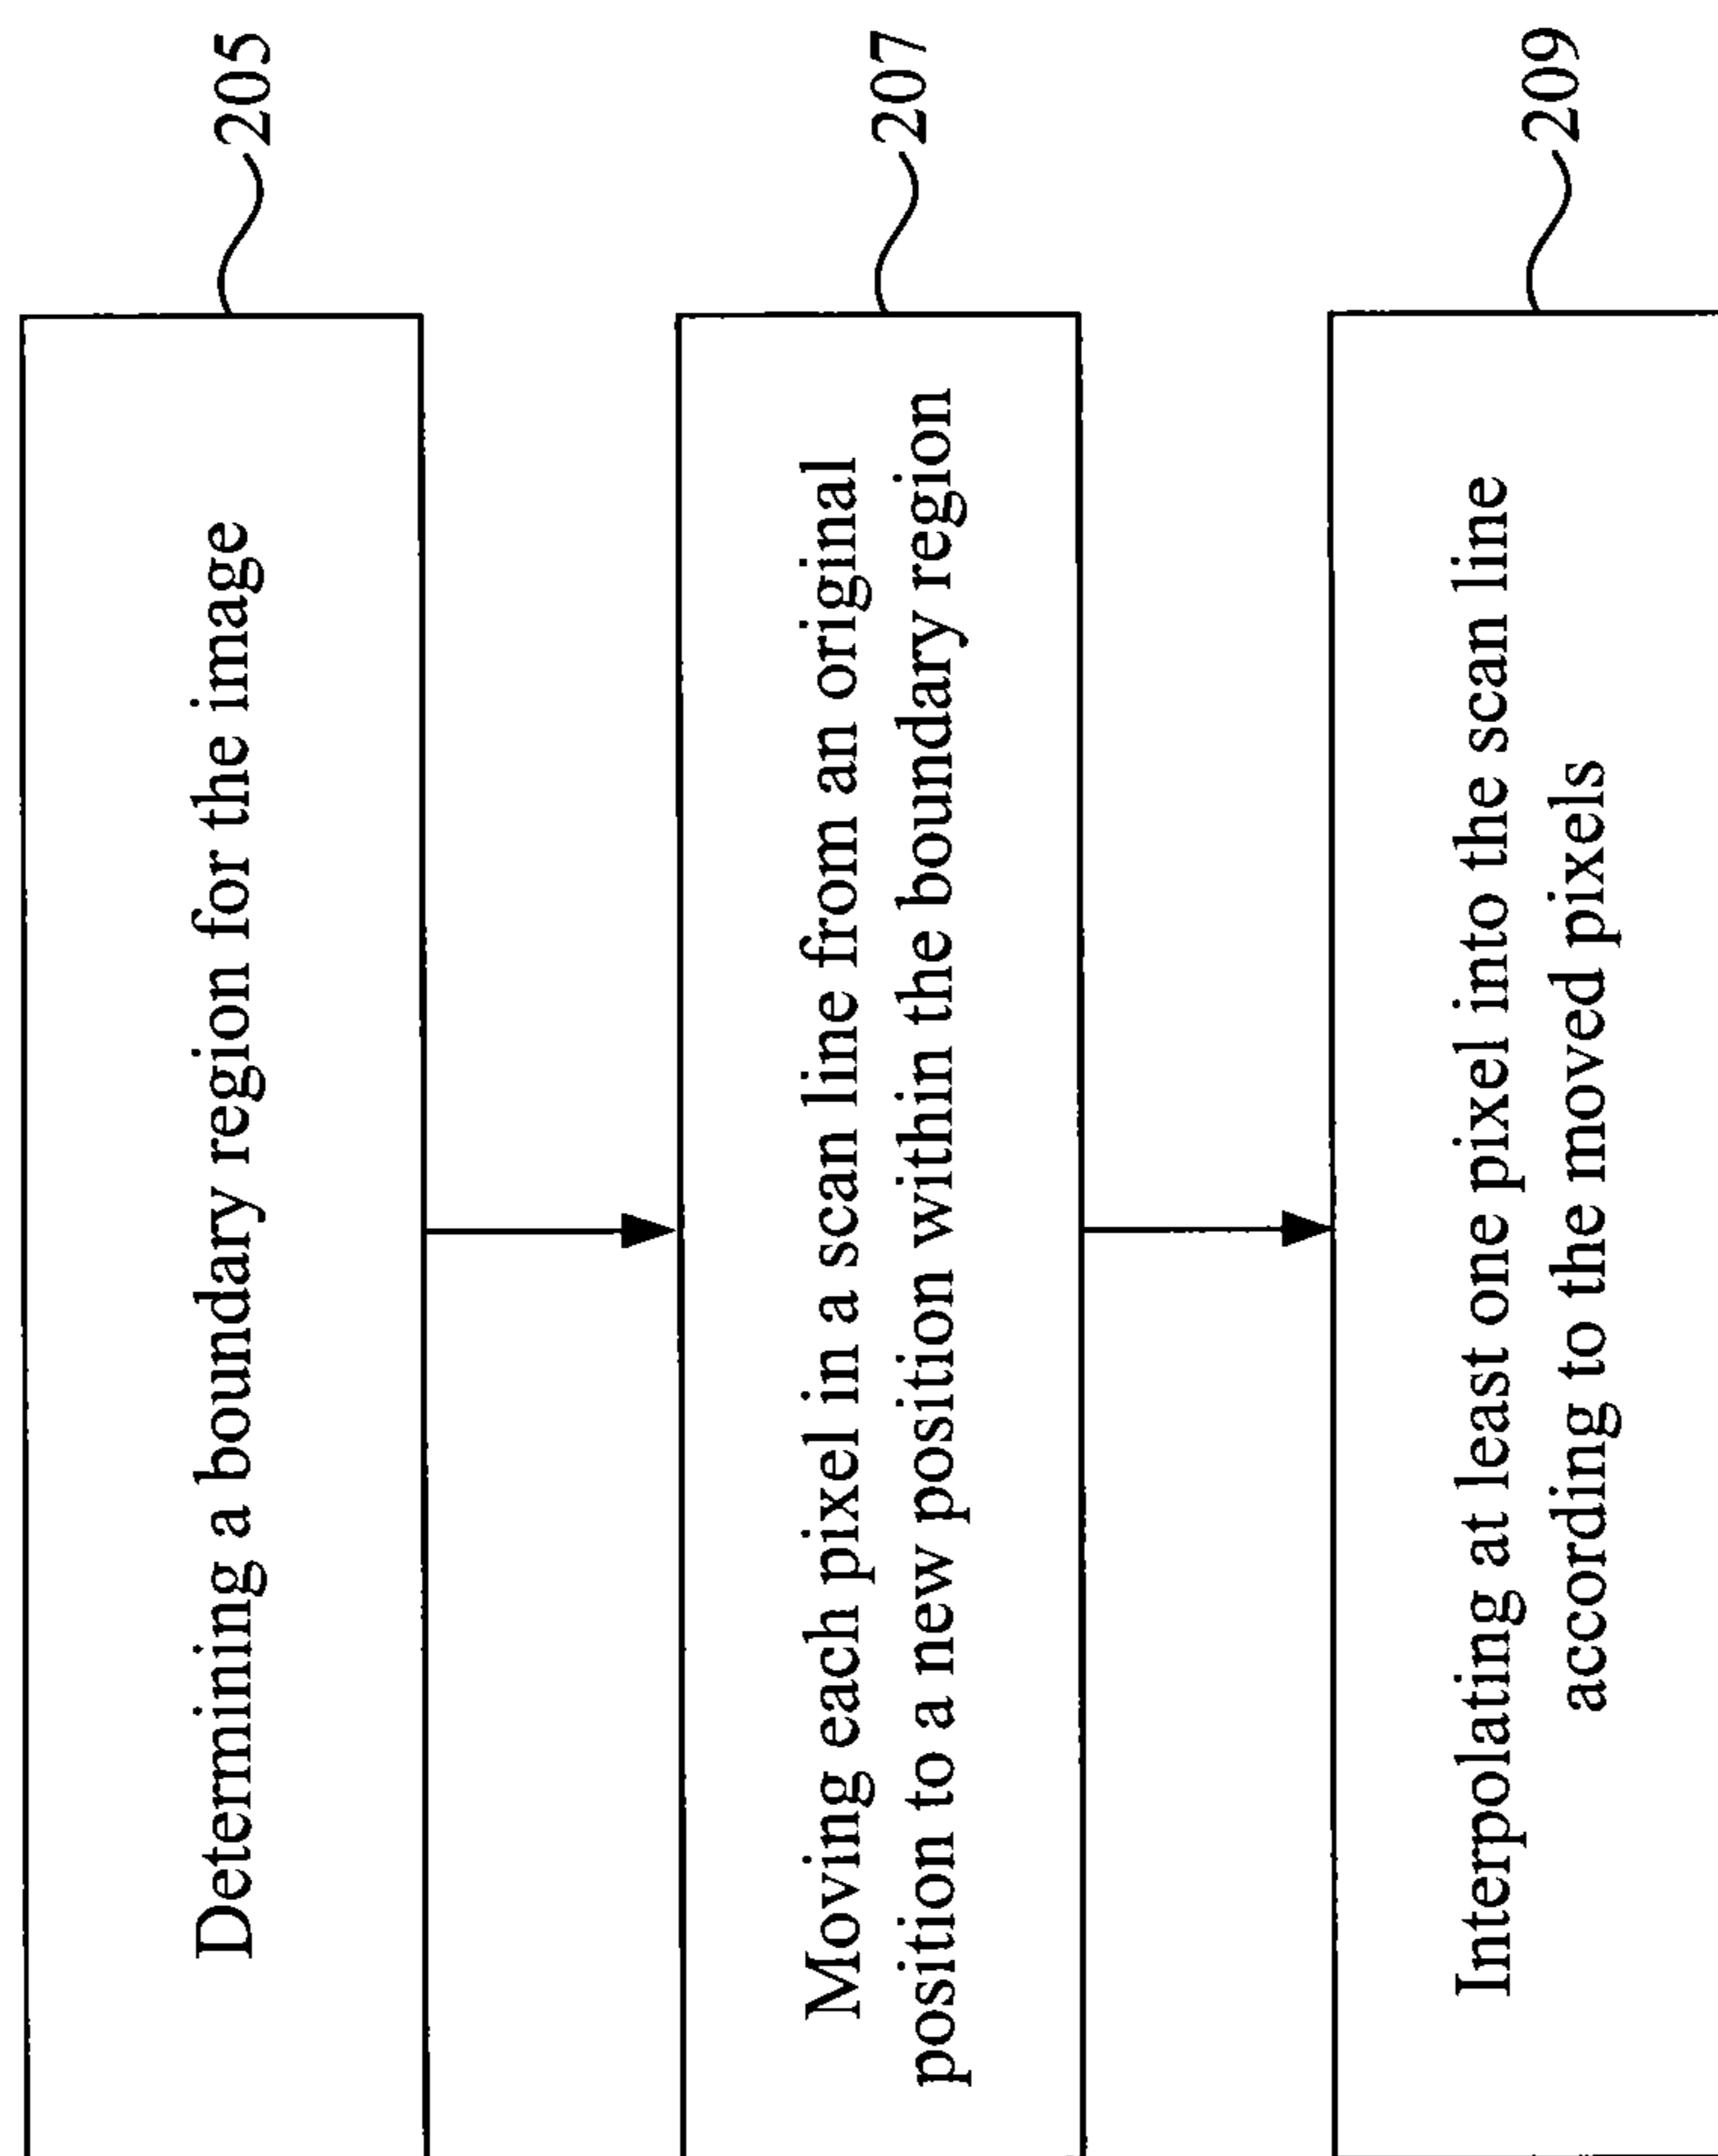 Determining a boundary region for the image
205
Moving each pixel in a scan line from an original
position to a new position within the boundary region
207
Interpolating at least one pixel into the scan line
according to the moved pixels
209